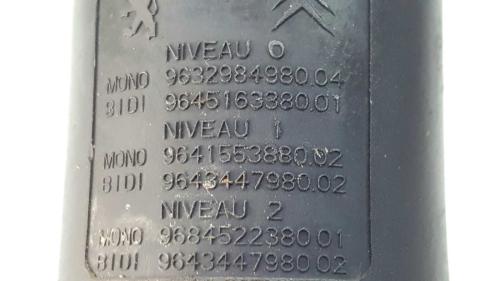 NIVEAU 0
MONO 9632984980.04
BIDI 9645163380.01
NIVEAU 1
MONO 9641553880.02
BIDI 9643447980.02
NIVEAU 2
MONO 9684522380.01
BIDI 9643447980.02